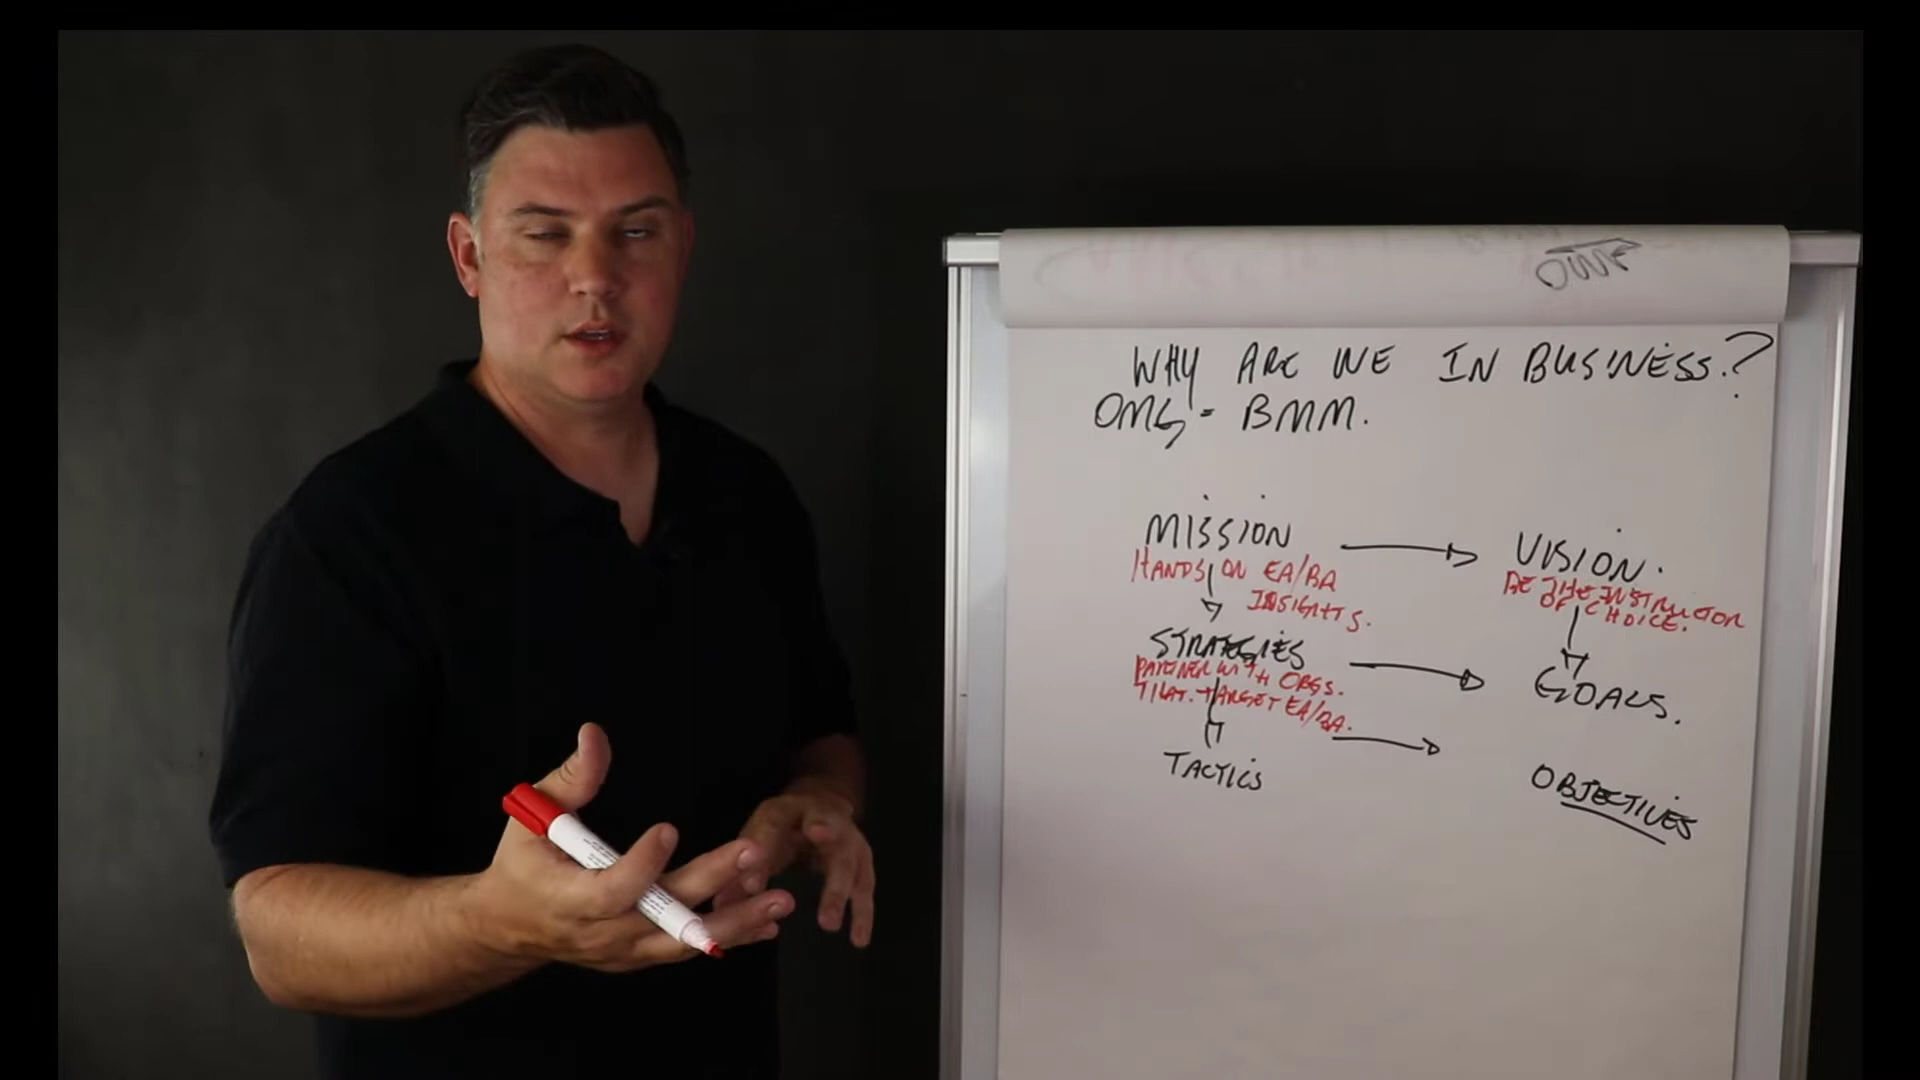 WHY ARE WE IN BUSINESS.?
OMG = BMM.
MISSION
VISION.
HANDS ON EA/BA
INSIGHTS.
BE THE INSTRUCTOR
OF CHOICE.
STRATEGIES
GOALS.
PARTNER WITH ORGS.
THAT. TARGET EA/BA.
TACTICS
OBJECTIVES